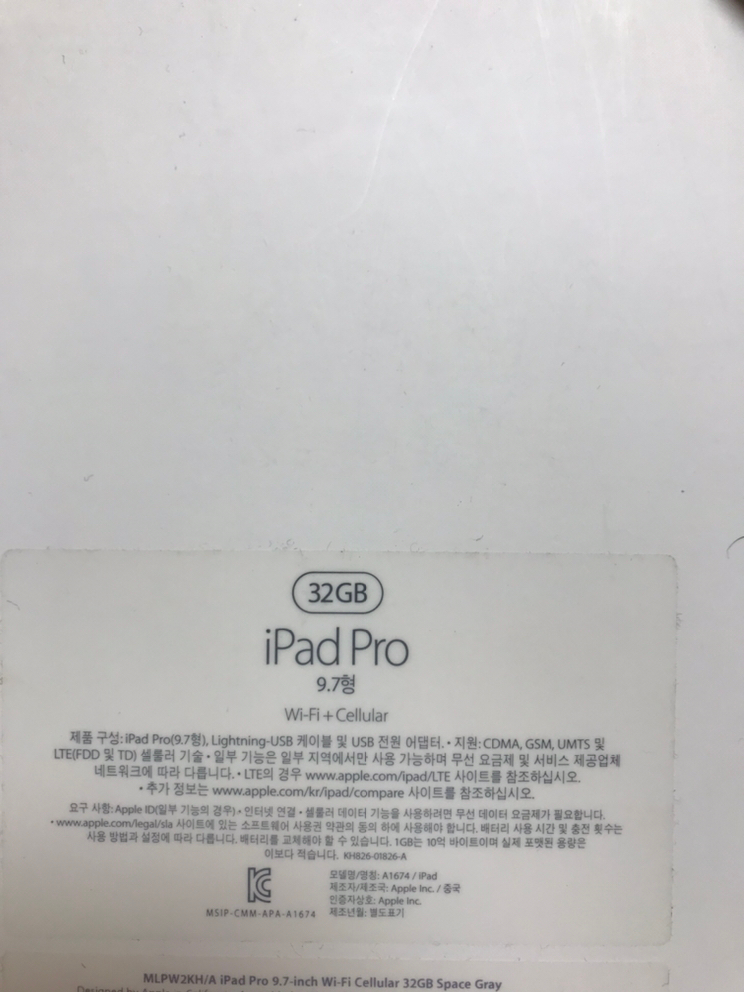 32GB
iPad Pro
9.7형
Wi-Fi + Cellular
제품 구성: iPad Pro(9.7형), Lightning-USB 케이블 및 USB 전원 어댑터. • 지원: CDMA, GSM, UMTS 및
LTE(FDD 및 TD) 셀룰러 기술 • 일부 기능은 일부 지역에서만 사용 가능하며 무선 요금제 및 서비스 제공업체
네트워크에 따라 다릅니다. • LTE의 경우 www.apple.com/ipad/LTE 사이트를 참조하십시오.
• 추가 정보는 www.apple.com/kr/ipad/compare 사이트를 참조하십시오.
요구 사항: Apple ID(일부 기능의 경우) • 인터넷 연결 • 셀룰러 데이터 기능을 사용하려면 무선 데이터 요금제가 필요합니다.
• www.apple.com/legal/sla 사이트에 있는 소프트웨어 사용권 약관의 동의 하에 사용해야 합니다. 배터리 사용 시간 및 충전 횟수는
사용 방법과 설정에 따라 다릅니다. 배터리를 교체해야 할 수 있습니다. 1GB는 10억 바이트이며 실제 포맷된 용량은
이보다 적습니다. KH826-01826-A
모델명/명칭: A1674 / iPad
제조자/제조국: Apple Inc. / 중국
인증자상호: Apple Inc.
제조년월: 별도표기
MSIP-CMM-APA-A1674
MLPW2KH/A iPad Pro 9.7-inch Wi-Fi Cellular 32GB Space Gray
Designed by Apple